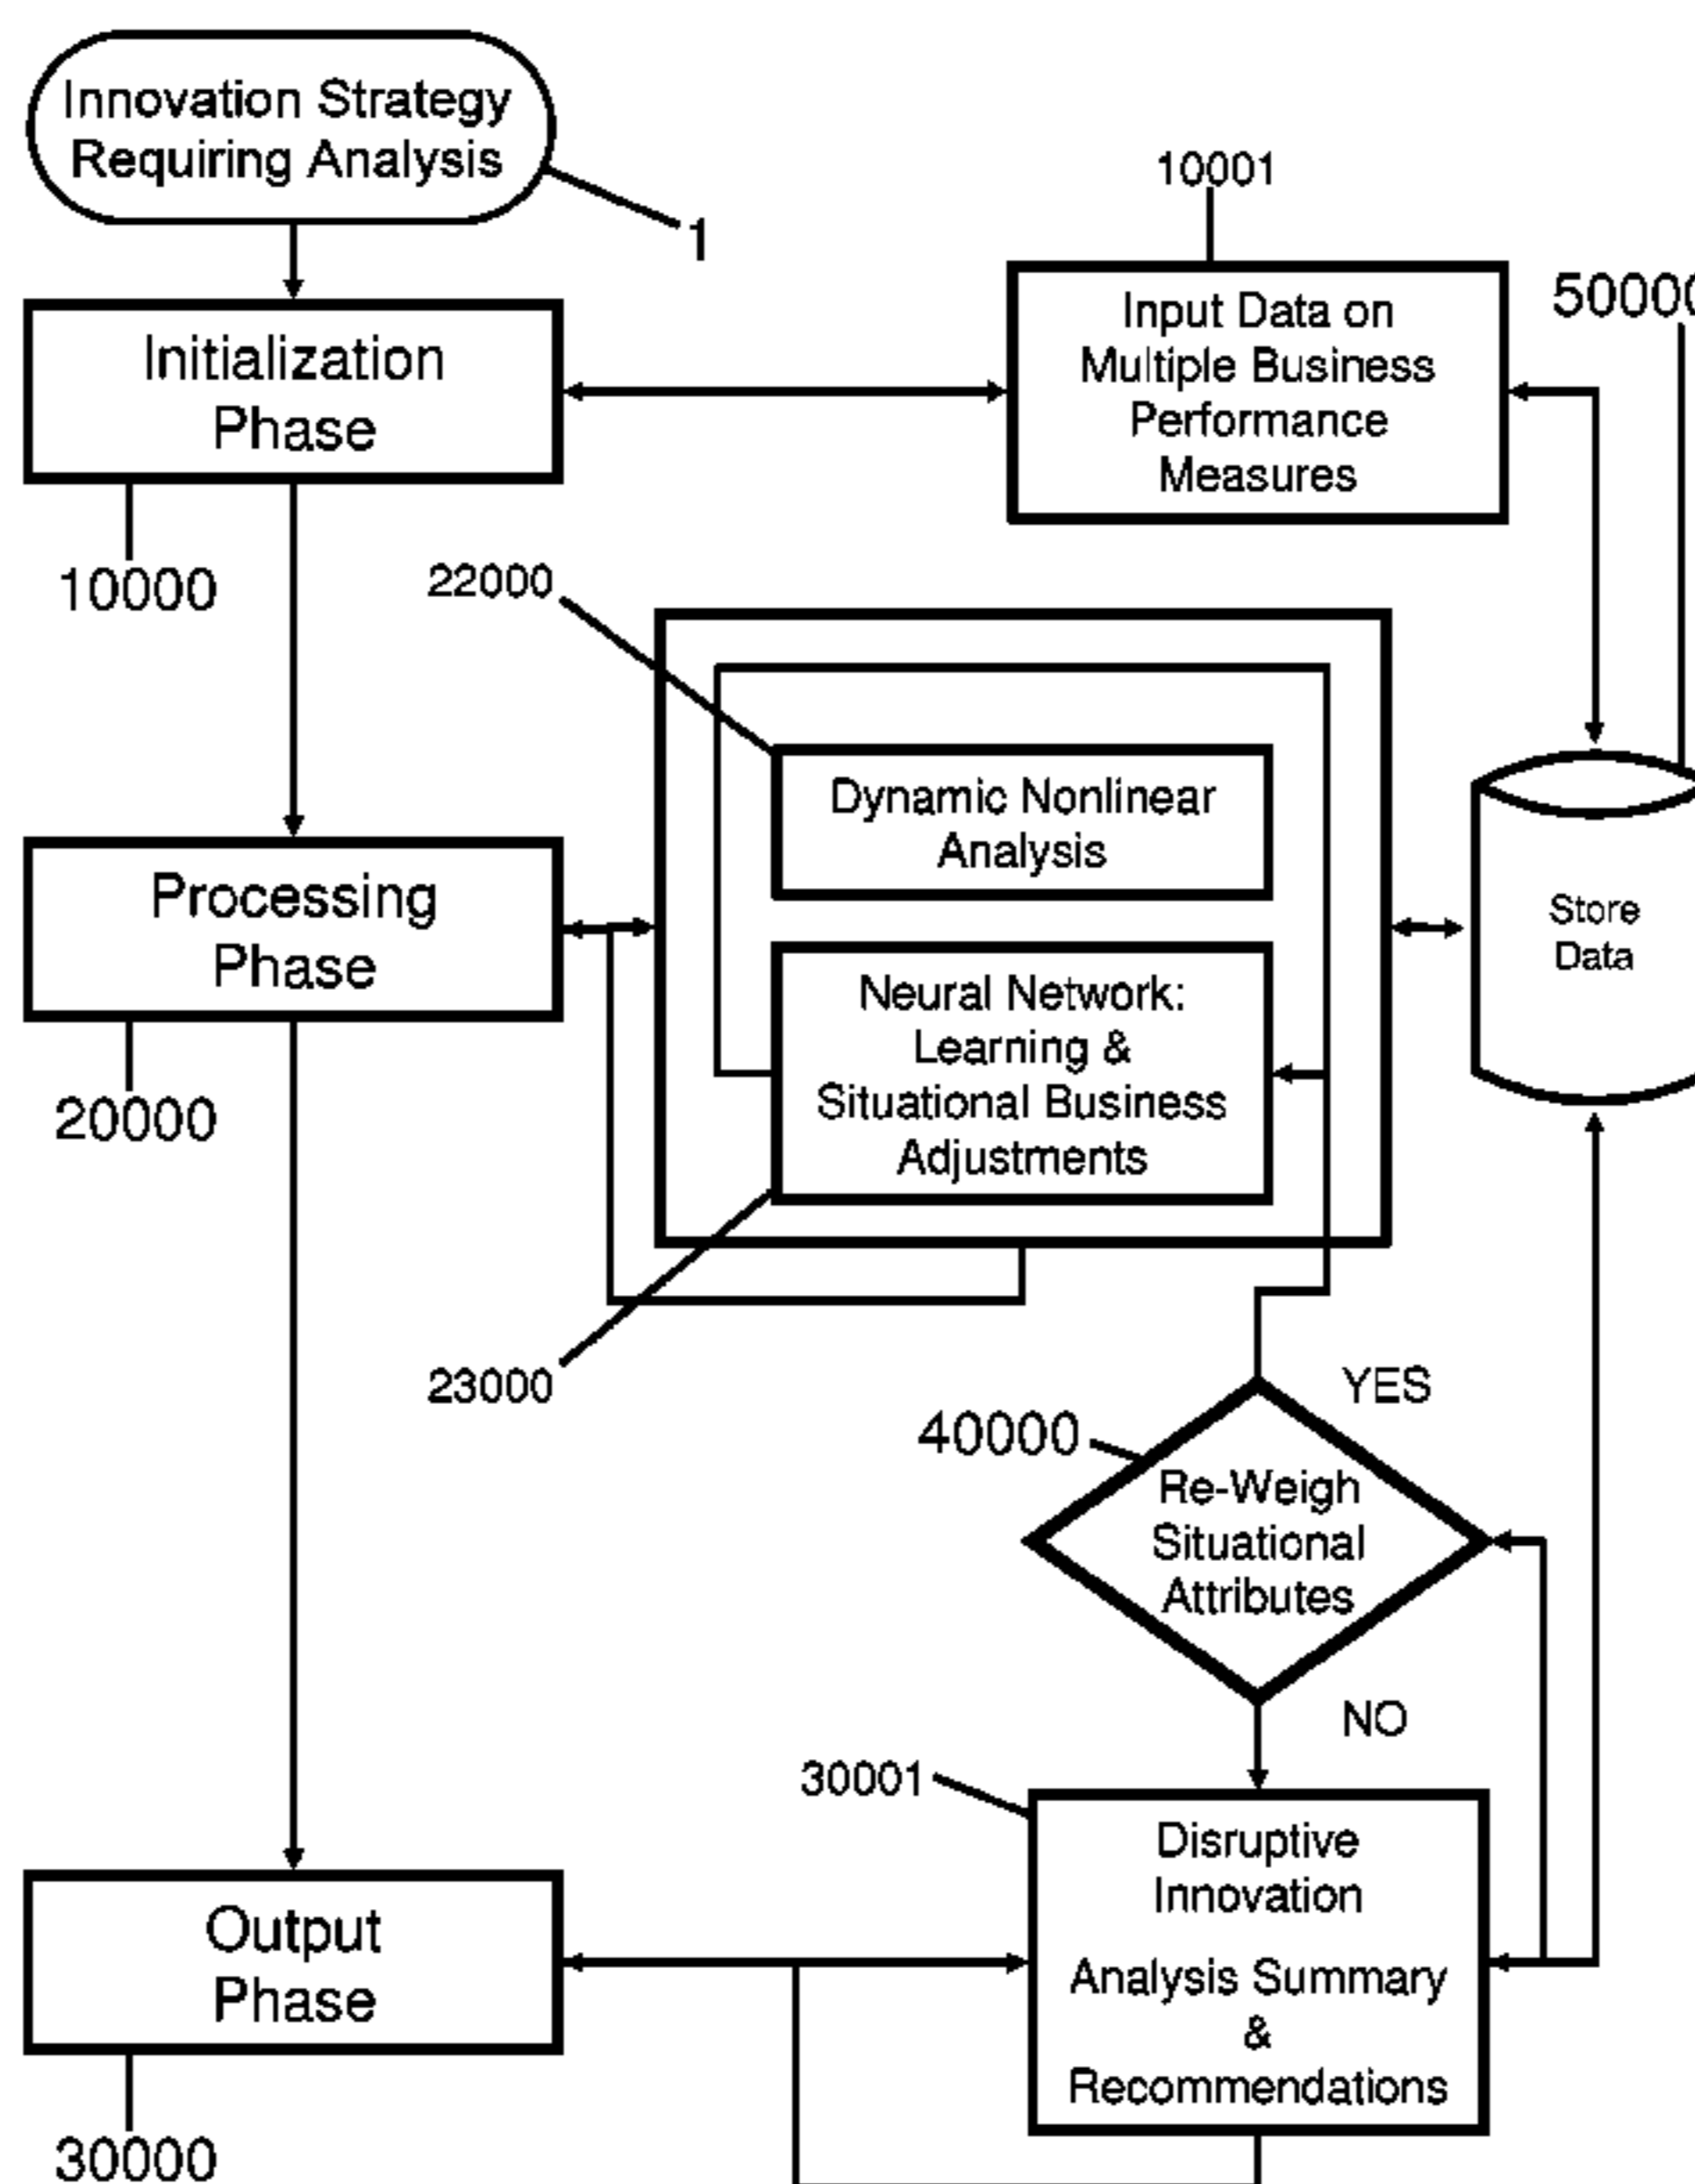 Innovation Strategy
Requiring Analysis
1
10001
Input Data on
Multiple Business
Performance
Measures
50000
Initialization
Phase
10000
22000
Dynamic Nonlinear
Analysis
Processing
Phase
20000
Neural Network:
Learning &
Situational Business
Adjustments
Store
Data
23000
YES
40000
Re-Weigh
Situational
Attributes
NO
30001
Disruptive
Innovation
Analysis Summary
&
Recommendations
Output
Phase
30000